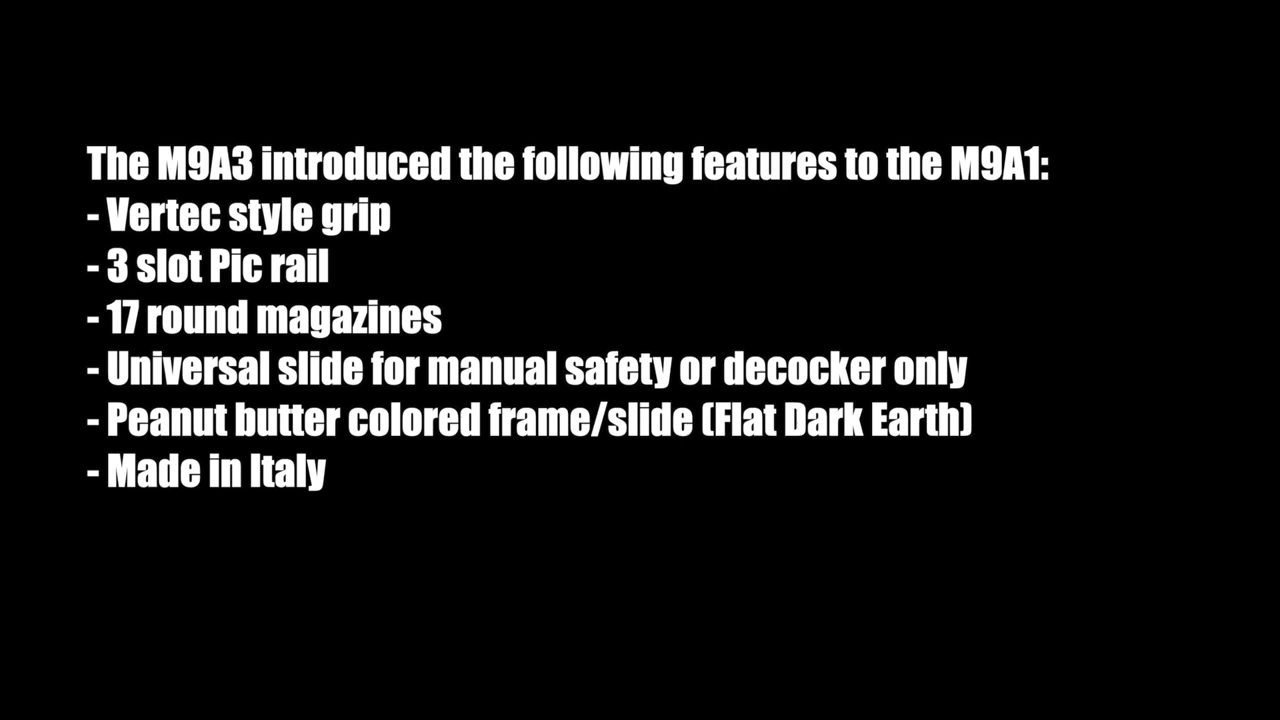 The M9A3 introduced the following features to the M9A1:
- Vertec style grip
- 3 slot Pic rail
- 17 round magazines
- Universal slide for manual safety or decocker only
- Peanut butter colored frame/slide (Flat Dark Earth)
- Made in Italy